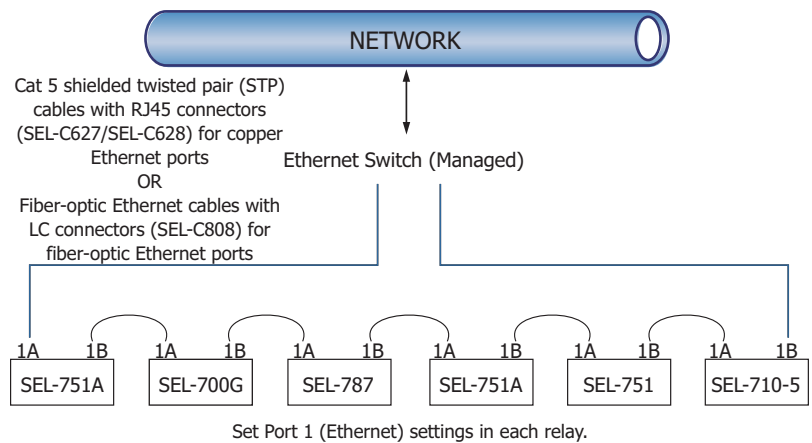 NETWORK
Cat 5 shielded twisted pair (STP)
cables with RJ45 connectors
(SEL-C627/SEL-C628) for copper
Ethernet ports
OR
Fiber-optic Ethernet cables with
LC connectors (SEL-C808) for
fiber-optic Ethernet ports
Ethernet Switch (Managed)
1A 1B 1A 1B 1A 1B 1A 1B 1A 1B 1A 1B
SEL-751A SEL-700G SEL-787 SEL-751A SEL-751 SEL-710-5
Set Port 1 (Ethernet) settings in each relay.